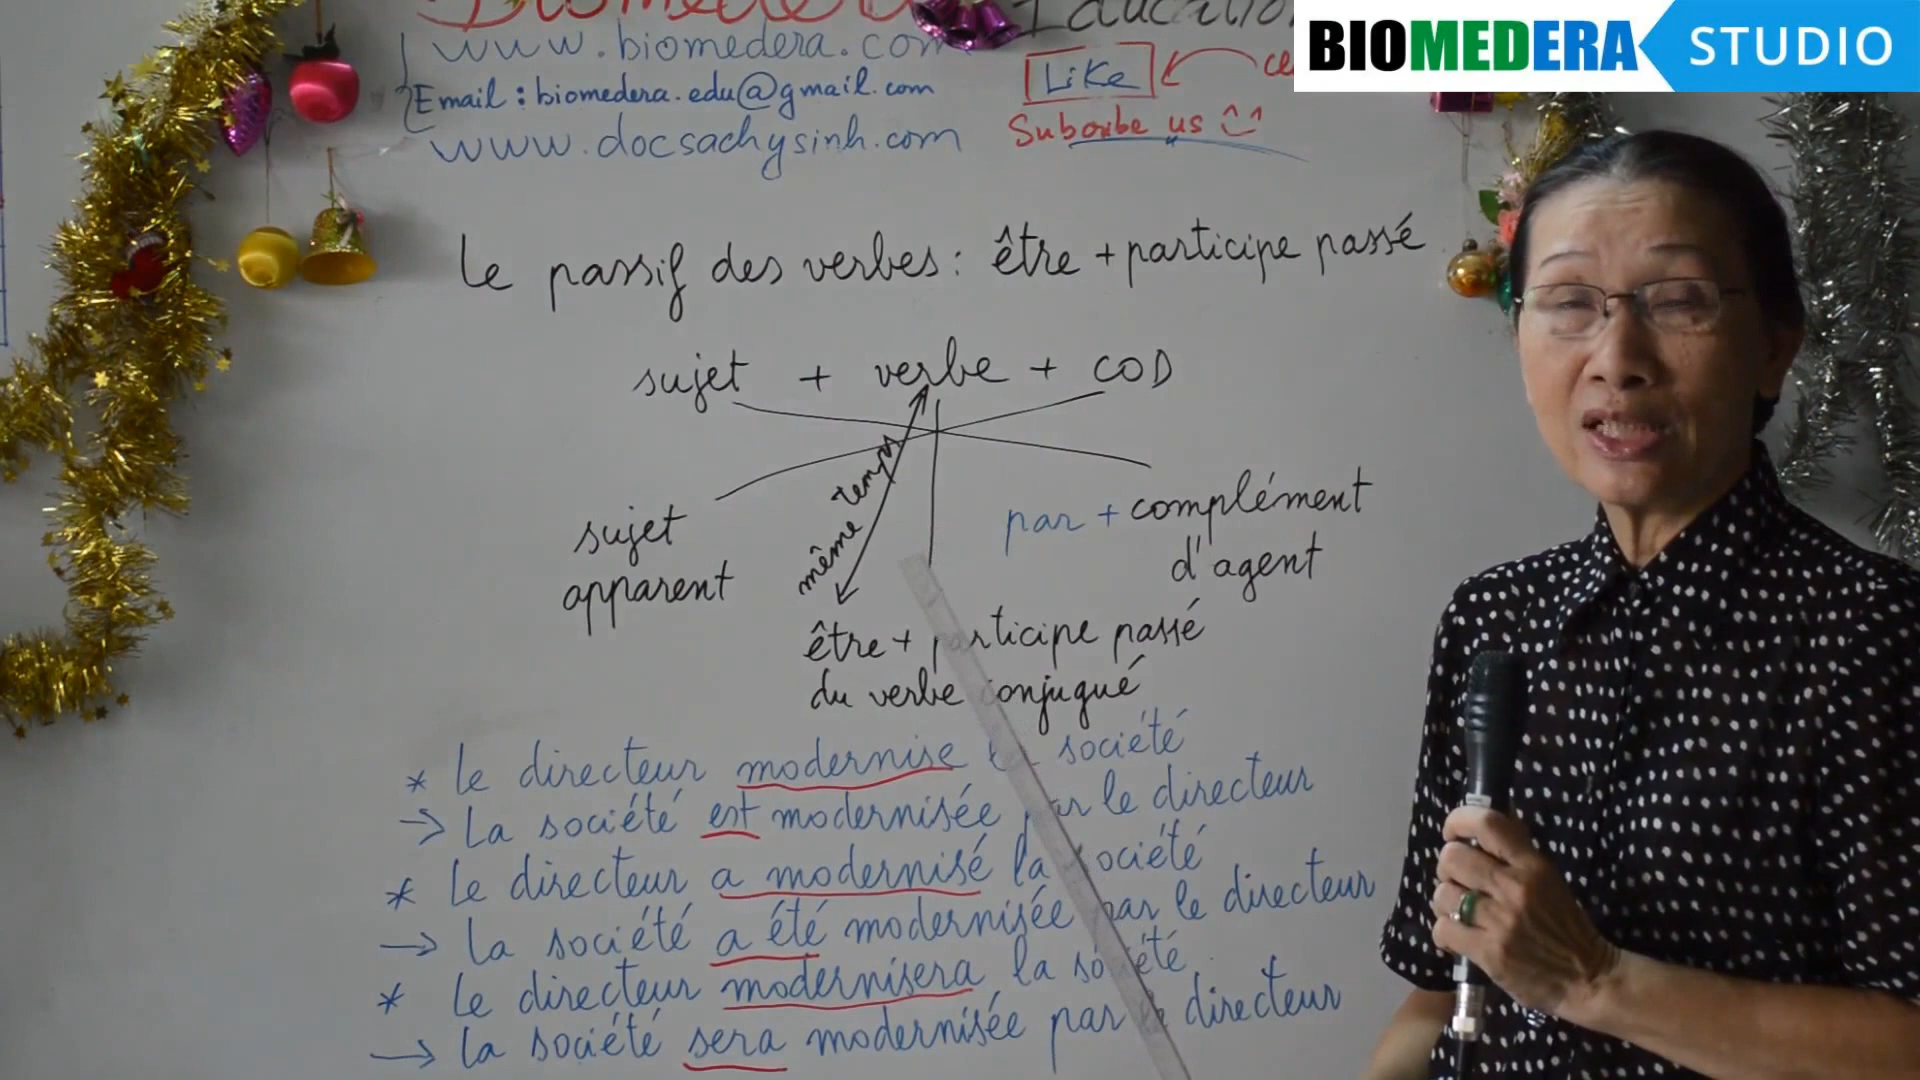 BIOMEDERA STUDIO
Biomedera Education
www.biomedera.com
Email : biomedera.edu@gmail.com
www.docsachysinh.com
Like
Subcribe us
Le passif des verbes : être + participe passé
sujet + verbe + COD
même temps
sujet
apparent
par + complément
d'agent
être + participe passé
du verbe conjugué
* Le directeur modernise la société
→ La société est modernisée par le directeur
* Le directeur a modernisé la société
→ La société a été modernisée par le directeur
* Le directeur modernisera la société
→ La société sera modernisée par le directeur